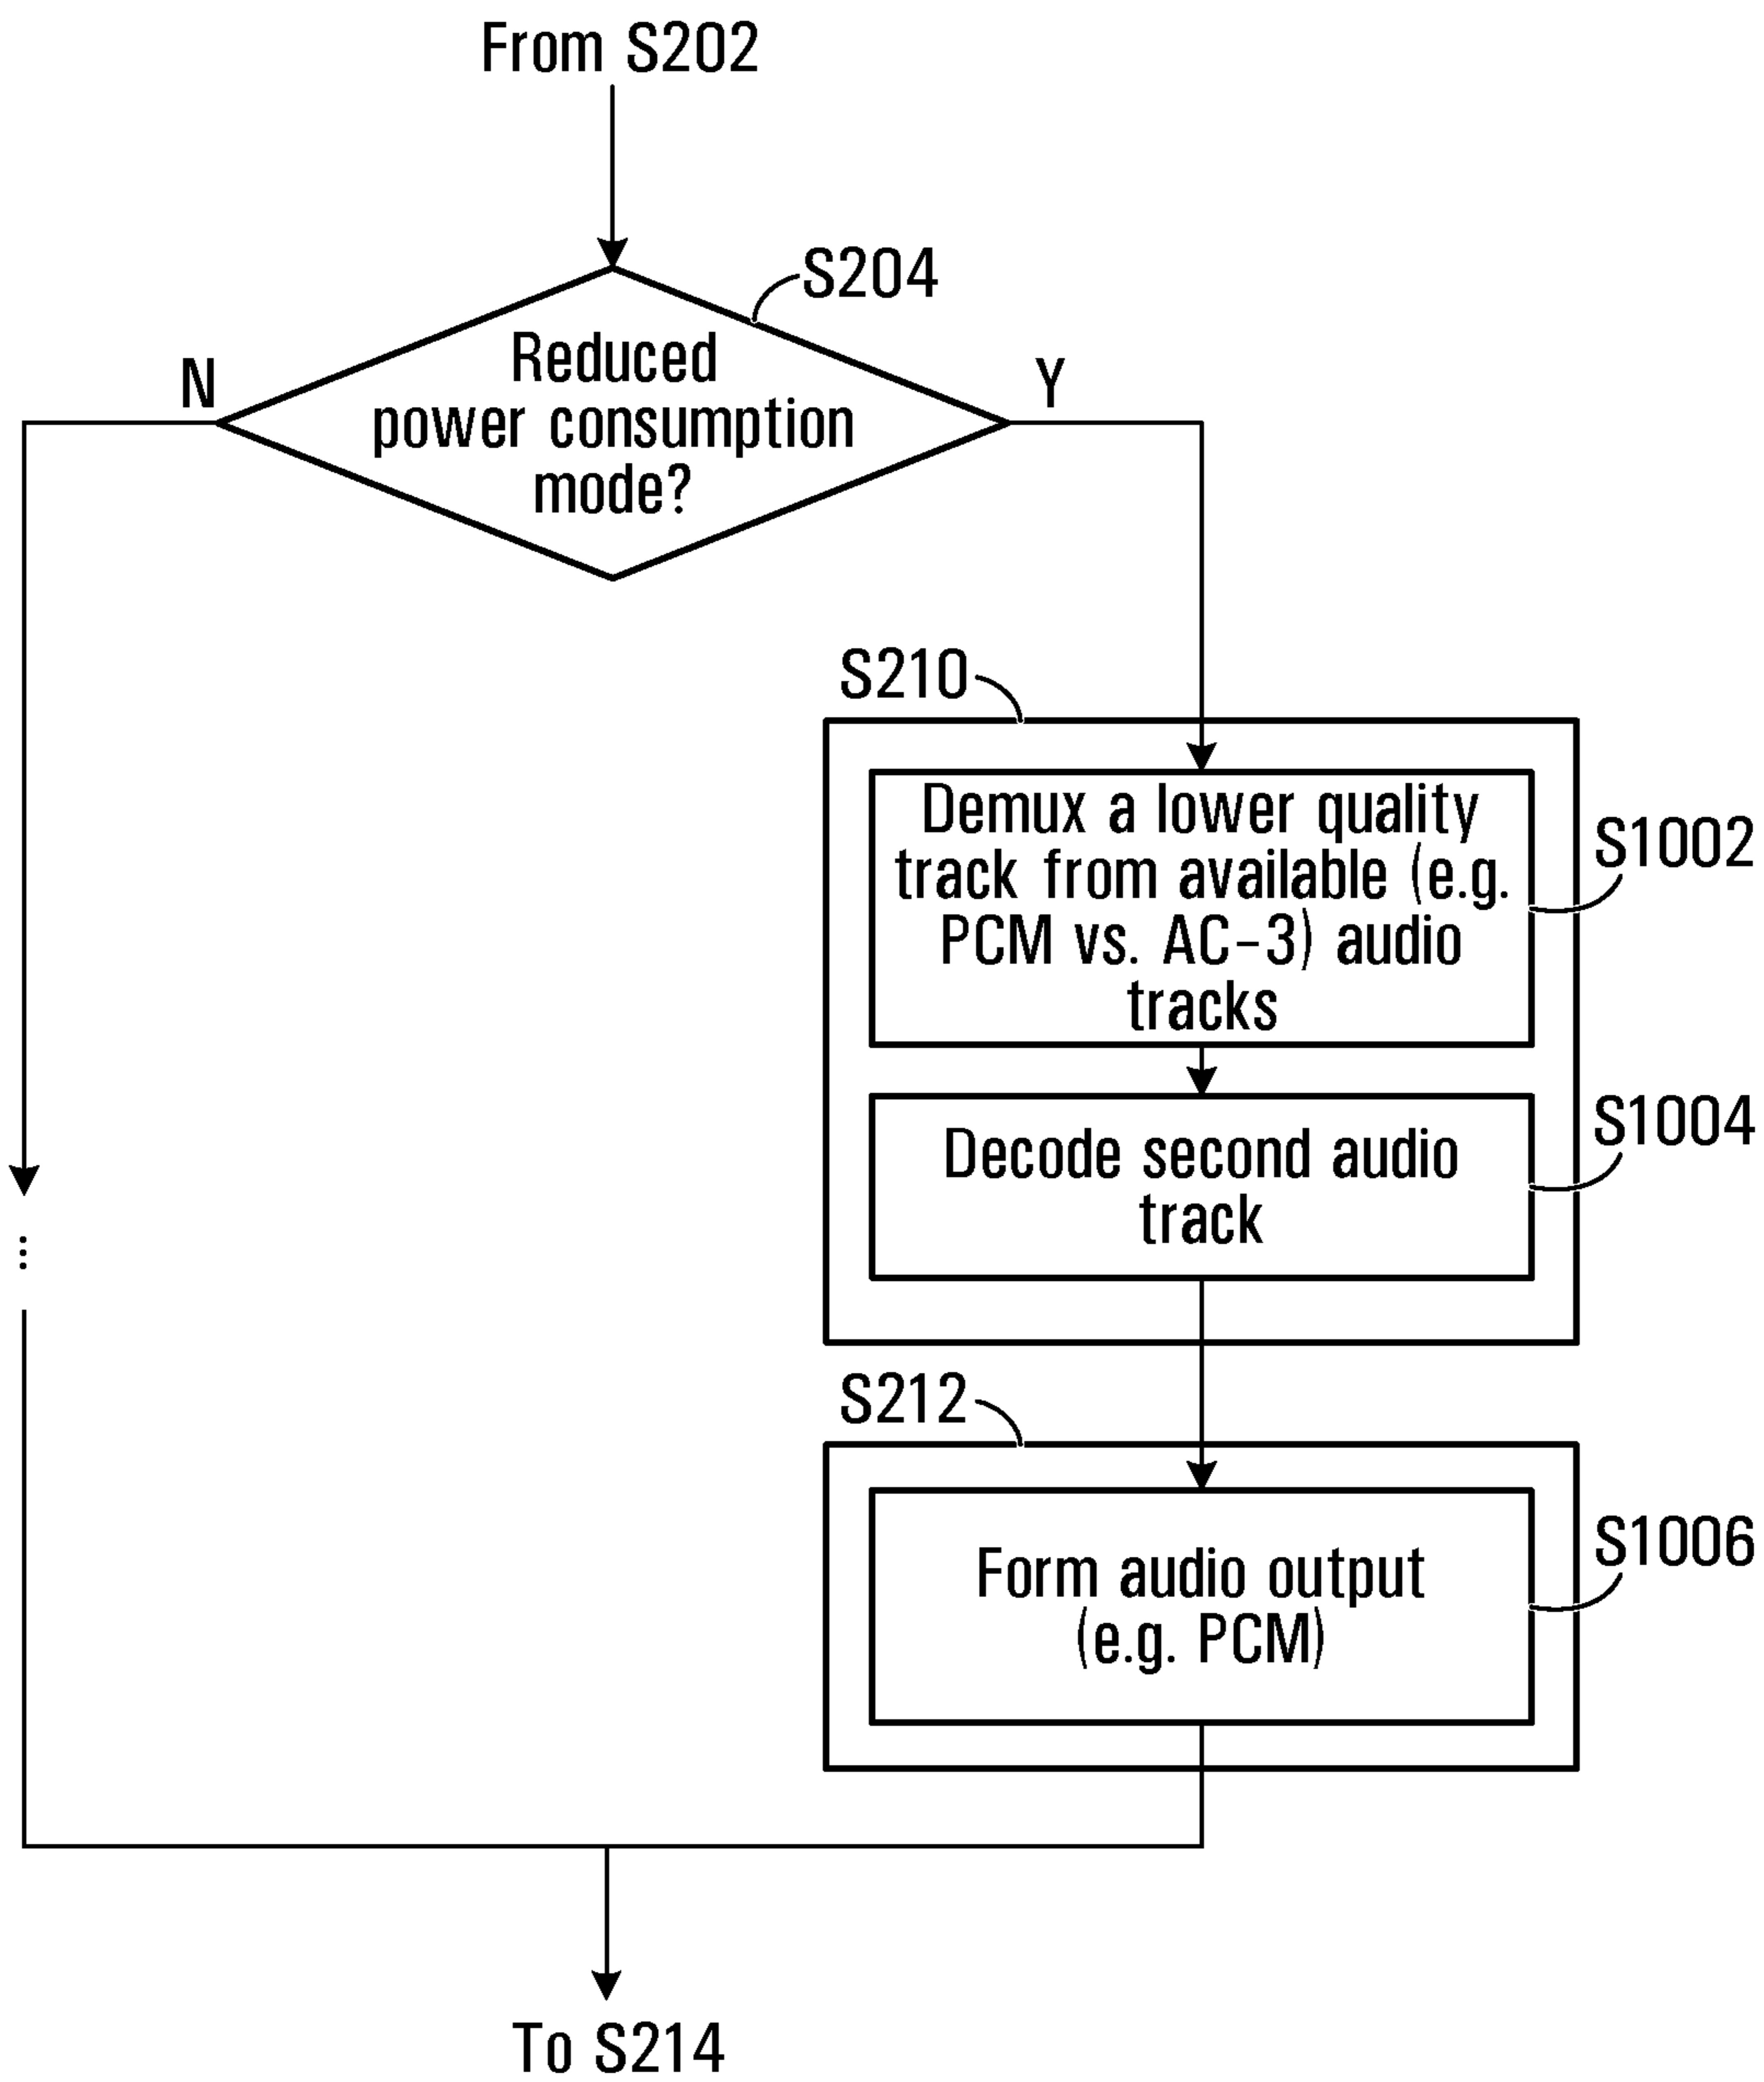 From S202
S204
Reduced
power consumption
mode?
N
Y
S210
Demux a lower quality
track from available (e.g.
PCM vs. AC-3) audio
tracks
S1002
Decode second audio
track
S1004
S212
Form audio output
(e.g. PCM)
S1006
⋮
To S214